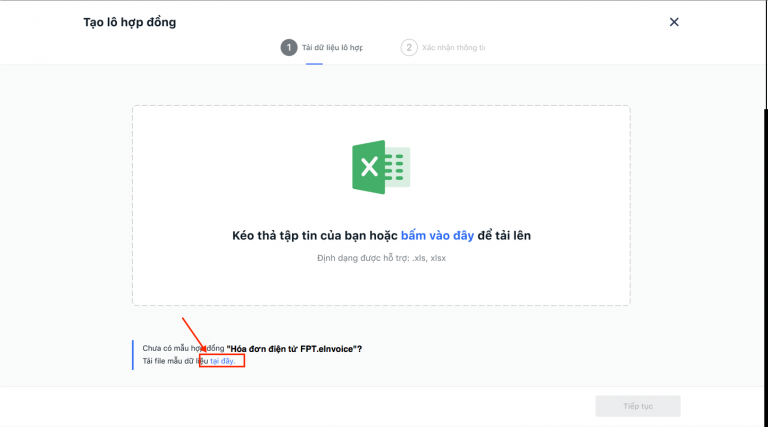 Tạo lô hợp đồng
1 Tải dữ liệu lô hợp
2 Xác nhận thông ti
Kéo thả tập tin của bạn hoặc bấm vào đây để tải lên
Định dạng được hỗ trợ: .xls, xlsx
Chưa có mẫu hợp đồng "Hóa đơn điện tử FPT.eInvoice"?
Tải file mẫu dữ liệu tại đây.
Tiếp tục